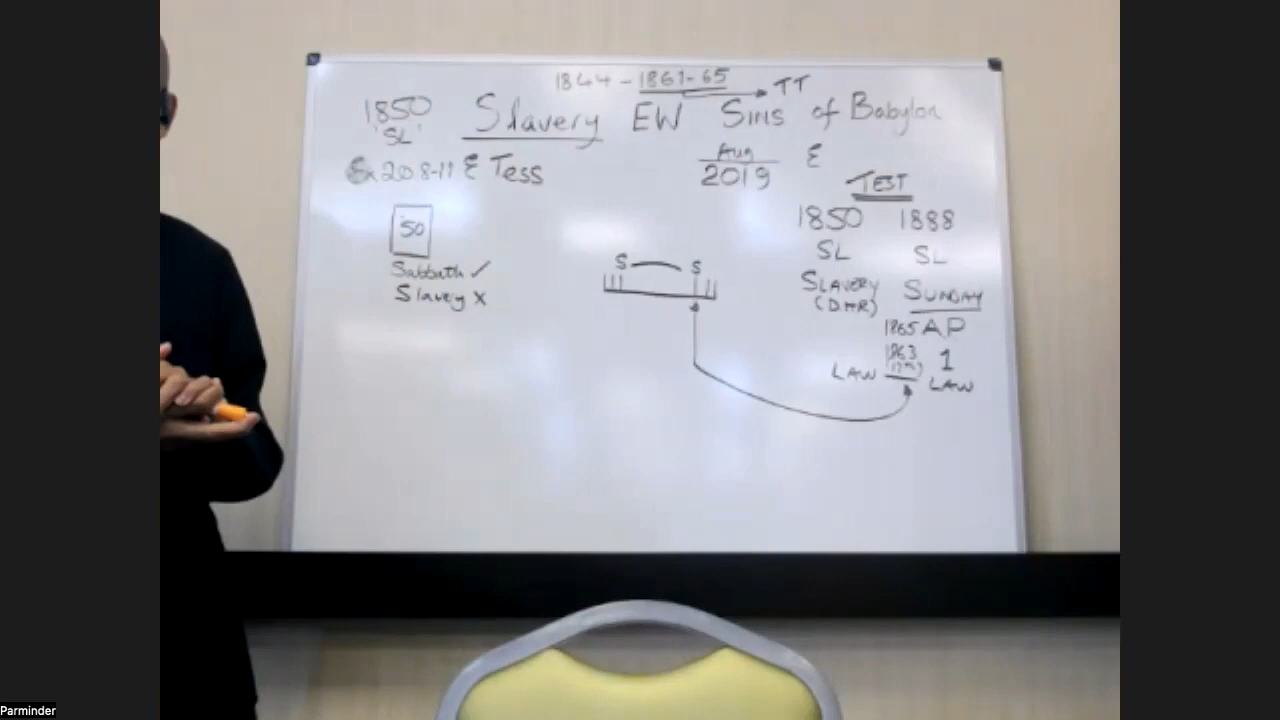 1844 - 1861-65 → TT
1850 Slavery EW Sins of Babylon
'SL'
Ex 20 8-11 & Tess
Aug &
2019
TEST
'50
Sabbath ✓
Slavery x
S S
1850 1888
SL SL
SLAVERY SUNDAY
(DHR)
1865 AP
1863 1
LAW LAW
Parminder